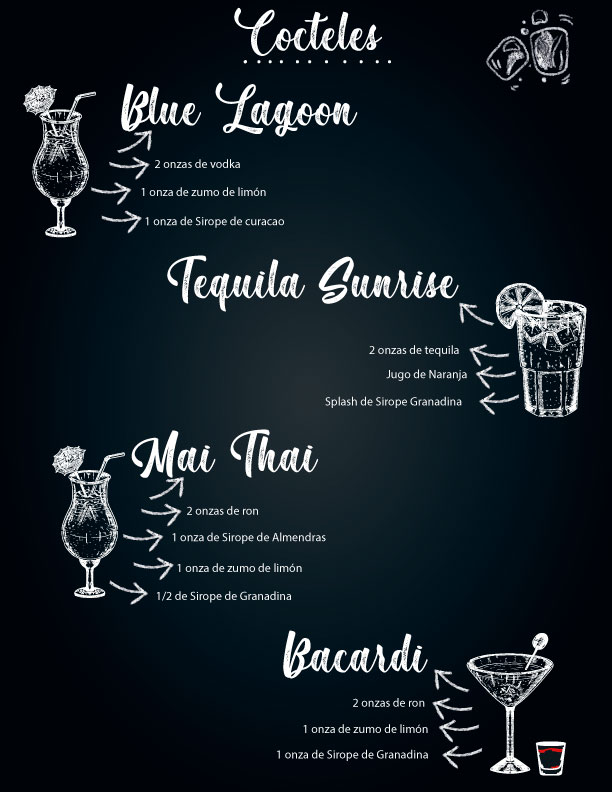 Cocteles
Blue Lagoon
2 onzas de vodka
1 onza de zumo de limón
1 onza de Sirope de curacao
Tequila Sunrise
2 onzas de tequila
Jugo de Naranja
Splash de Sirope Granadina
Mai Thai
2 onzas de ron
1 onza de Sirope de Almendras
1 onza de zumo de limón
1/2 de Sirope de Granadina
Bacardi
2 onzas de ron
1 onza de zumo de limón
1 onza de Sirope de Granadina